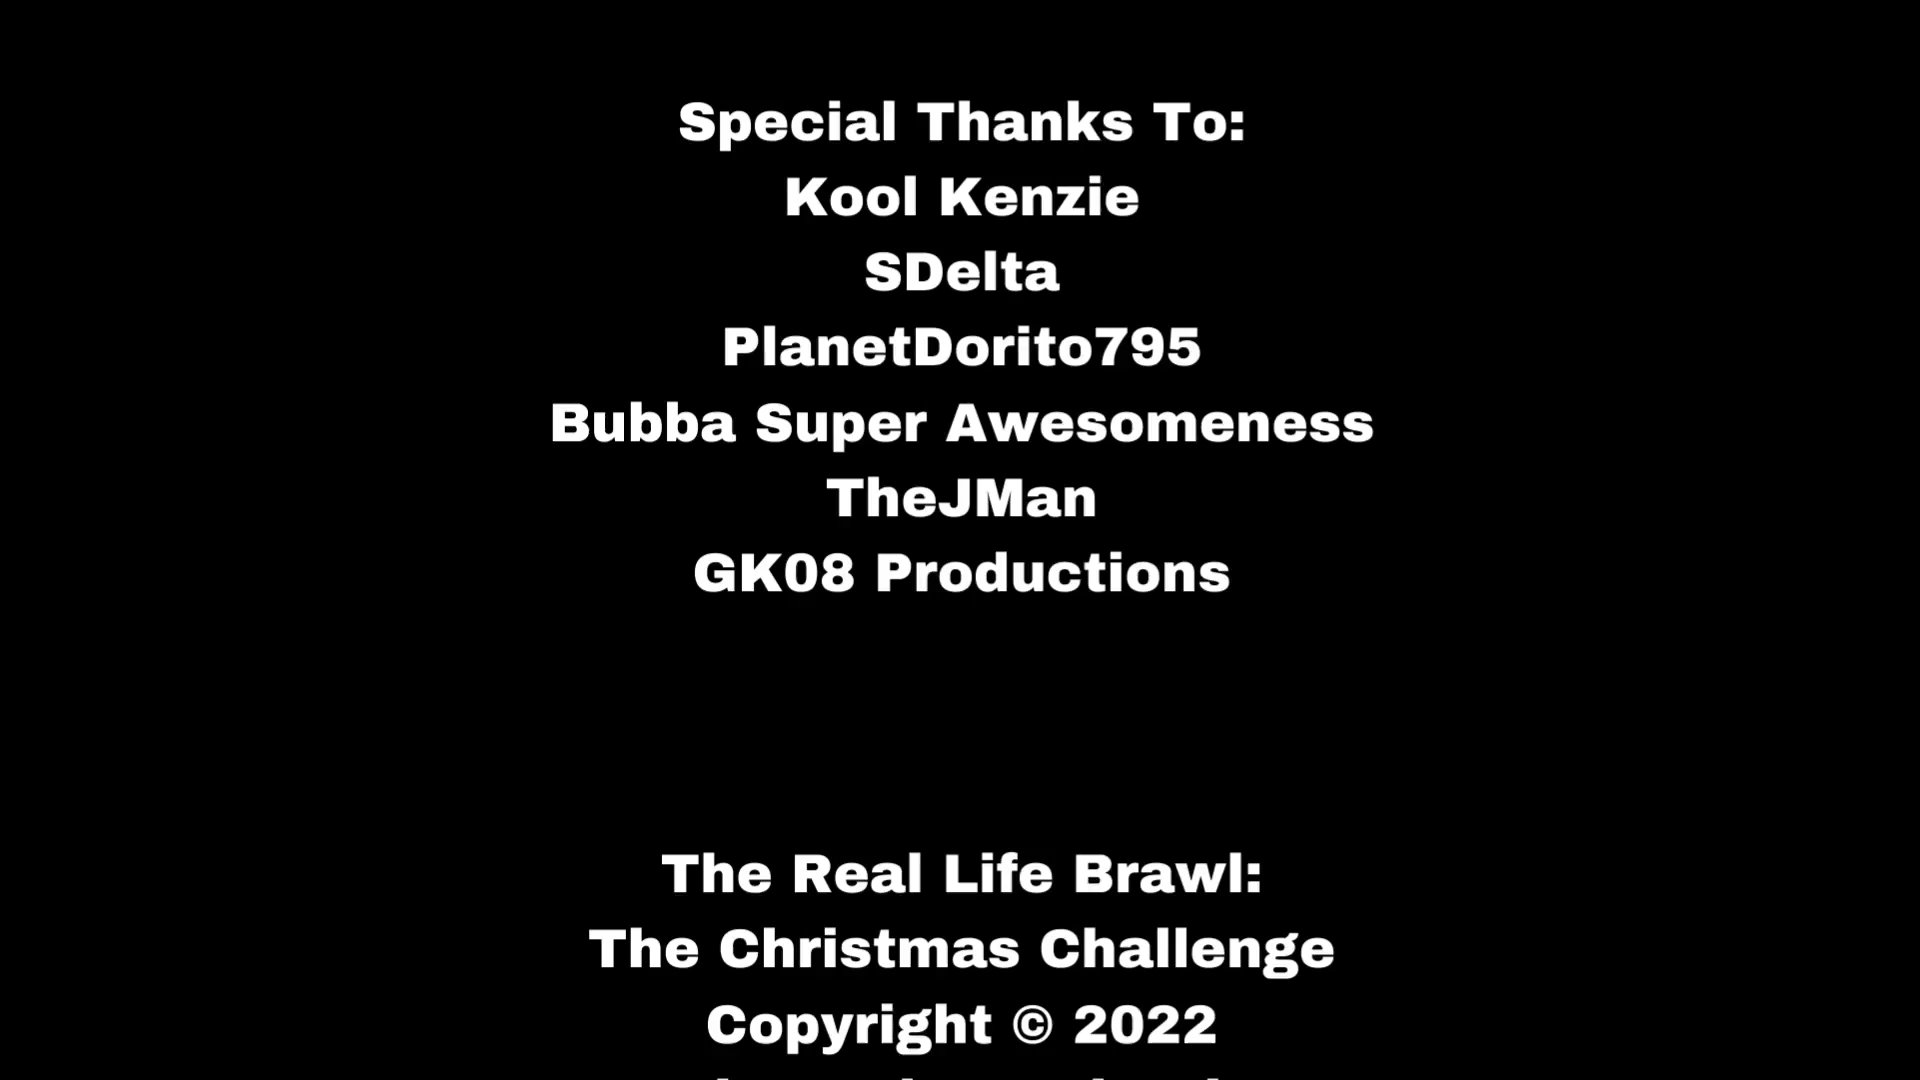 Special Thanks To:
Kool Kenzie
SDelta
PlanetDorito795
Bubba Super Awesomeness
TheJMan
GK08 Productions
The Real Life Brawl:
The Christmas Challenge
Copyright © 2022